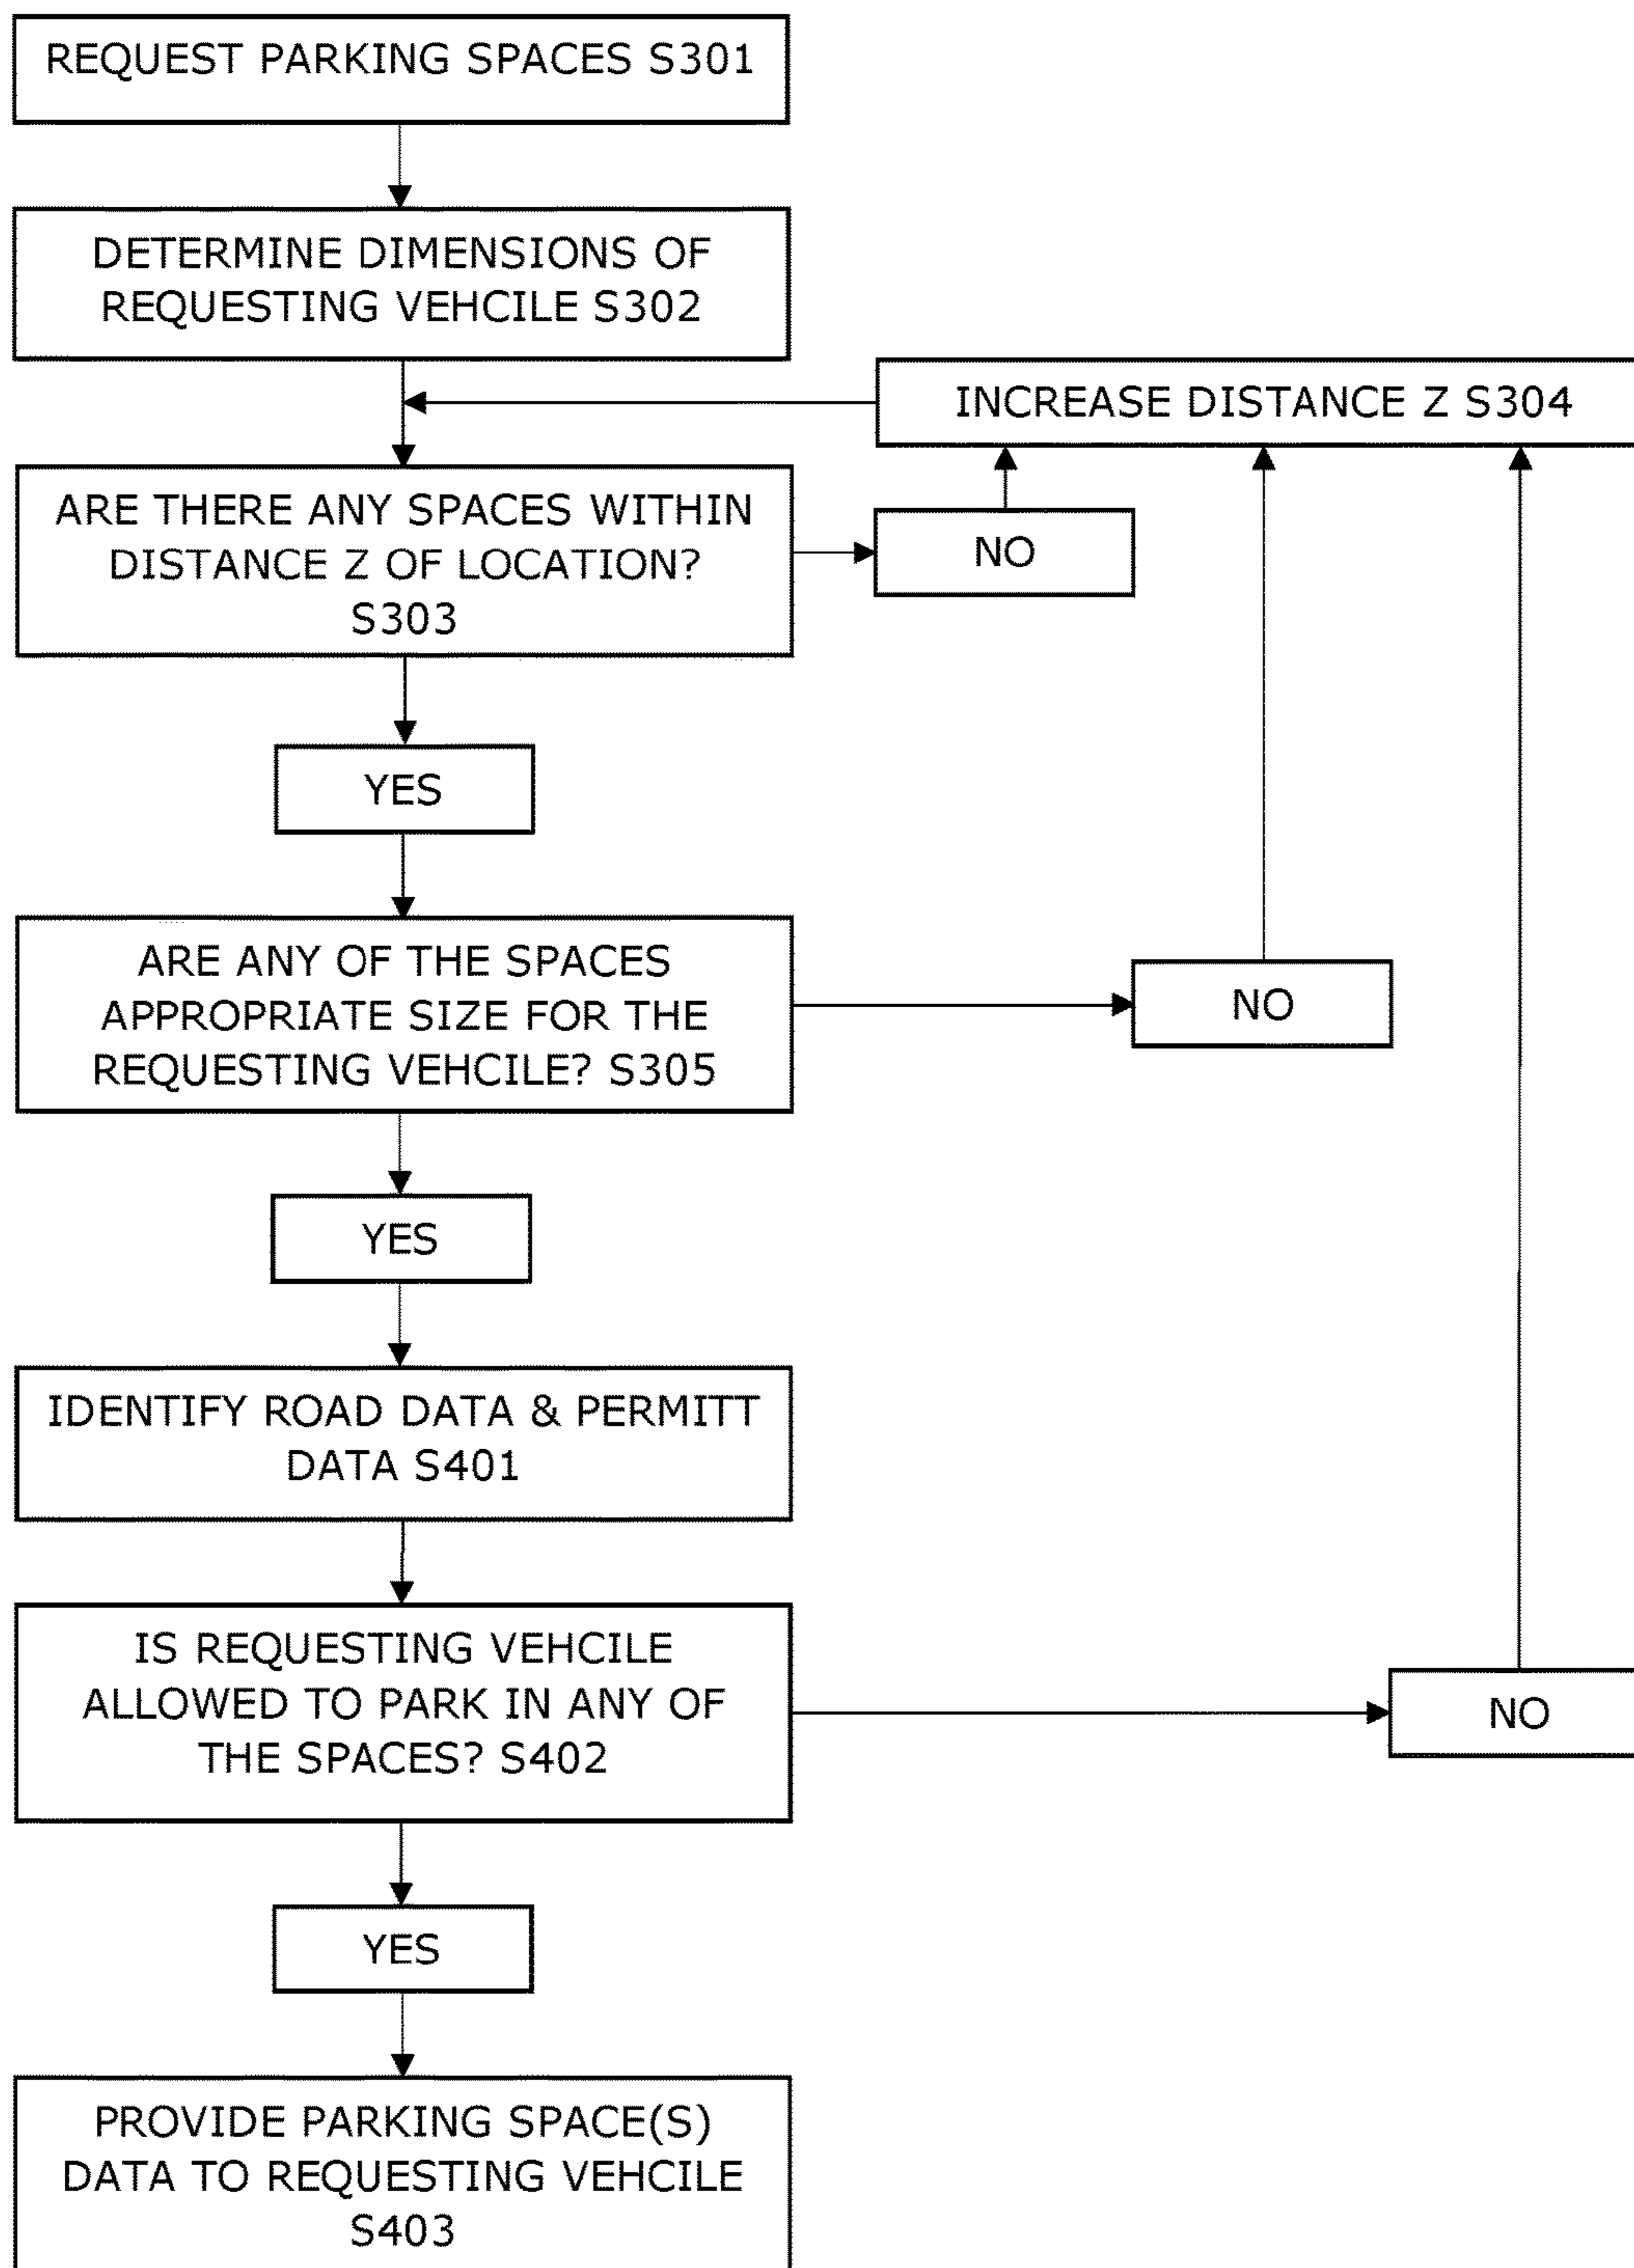 REQUEST PARKING SPACES S301
DETERMINE DIMENSIONS OF
REQUESTING VEHCILE S302
INCREASE DISTANCE Z S304
ARE THERE ANY SPACES WITHIN
DISTANCE Z OF LOCATION?
S303
NO
YES
ARE ANY OF THE SPACES
APPROPRIATE SIZE FOR THE
REQUESTING VEHCILE? S305
NO
YES
IDENTIFY ROAD DATA & PERMITT
DATA S401
IS REQUESTING VEHCILE
ALLOWED TO PARK IN ANY OF
THE SPACES? S402
NO
YES
PROVIDE PARKING SPACE(S)
DATA TO REQUESTING VEHCILE
S403